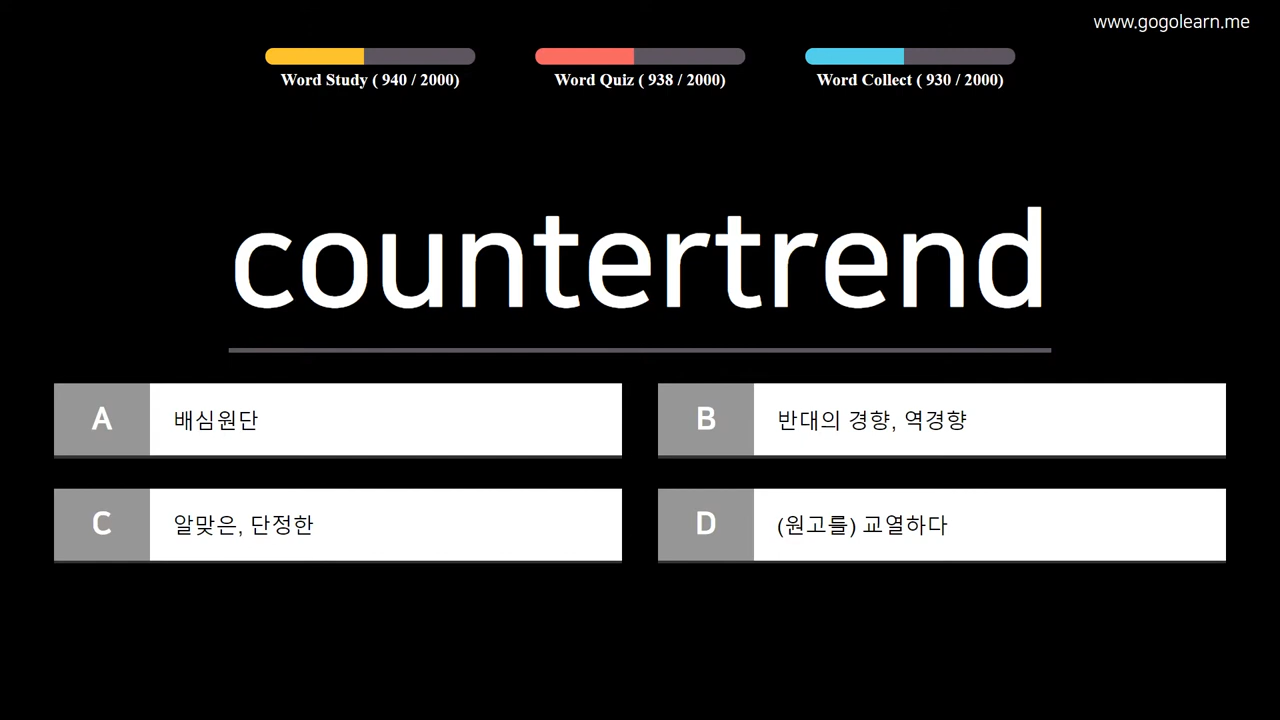 www.gogolearn.me
Word Study ( 940 / 2000)
Word Quiz ( 938 / 2000)
Word Collect ( 930 / 2000)
countertrend
A 배심원단
B 반대의 경향, 역경향
C 알맞은, 단정한
D (원고를) 교열하다